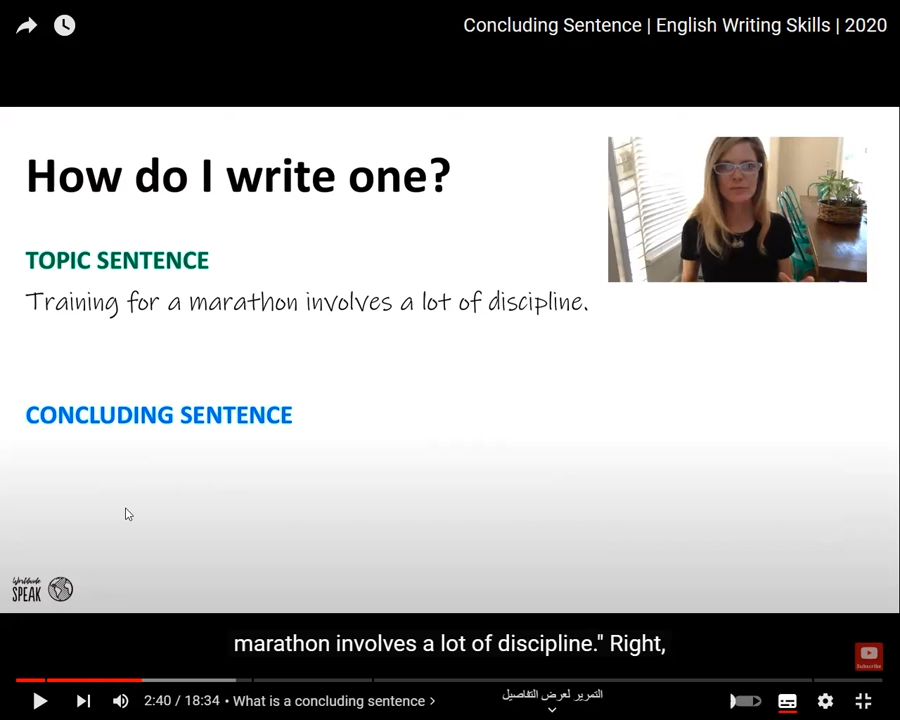 Concluding Sentence | English Writing Skills | 2020
How do I write one?
TOPIC SENTENCE
Training for a marathon involves a lot of discipline.
CONCLUDING SENTENCE
Worldwide
SPEAK
marathon involves a lot of discipline." Right,
Subscribe
2:40 / 18:34 • What is a concluding sentence >
التمرير لعرض التفاصيل